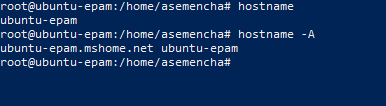 root@ubuntu-epam:/home/asemencha# hostname
ubuntu-epam
root@ubuntu-epam:/home/asemencha# hostname -A
ubuntu-epam.mshome.net ubuntu-epam
root@ubuntu-epam:/home/asemencha#